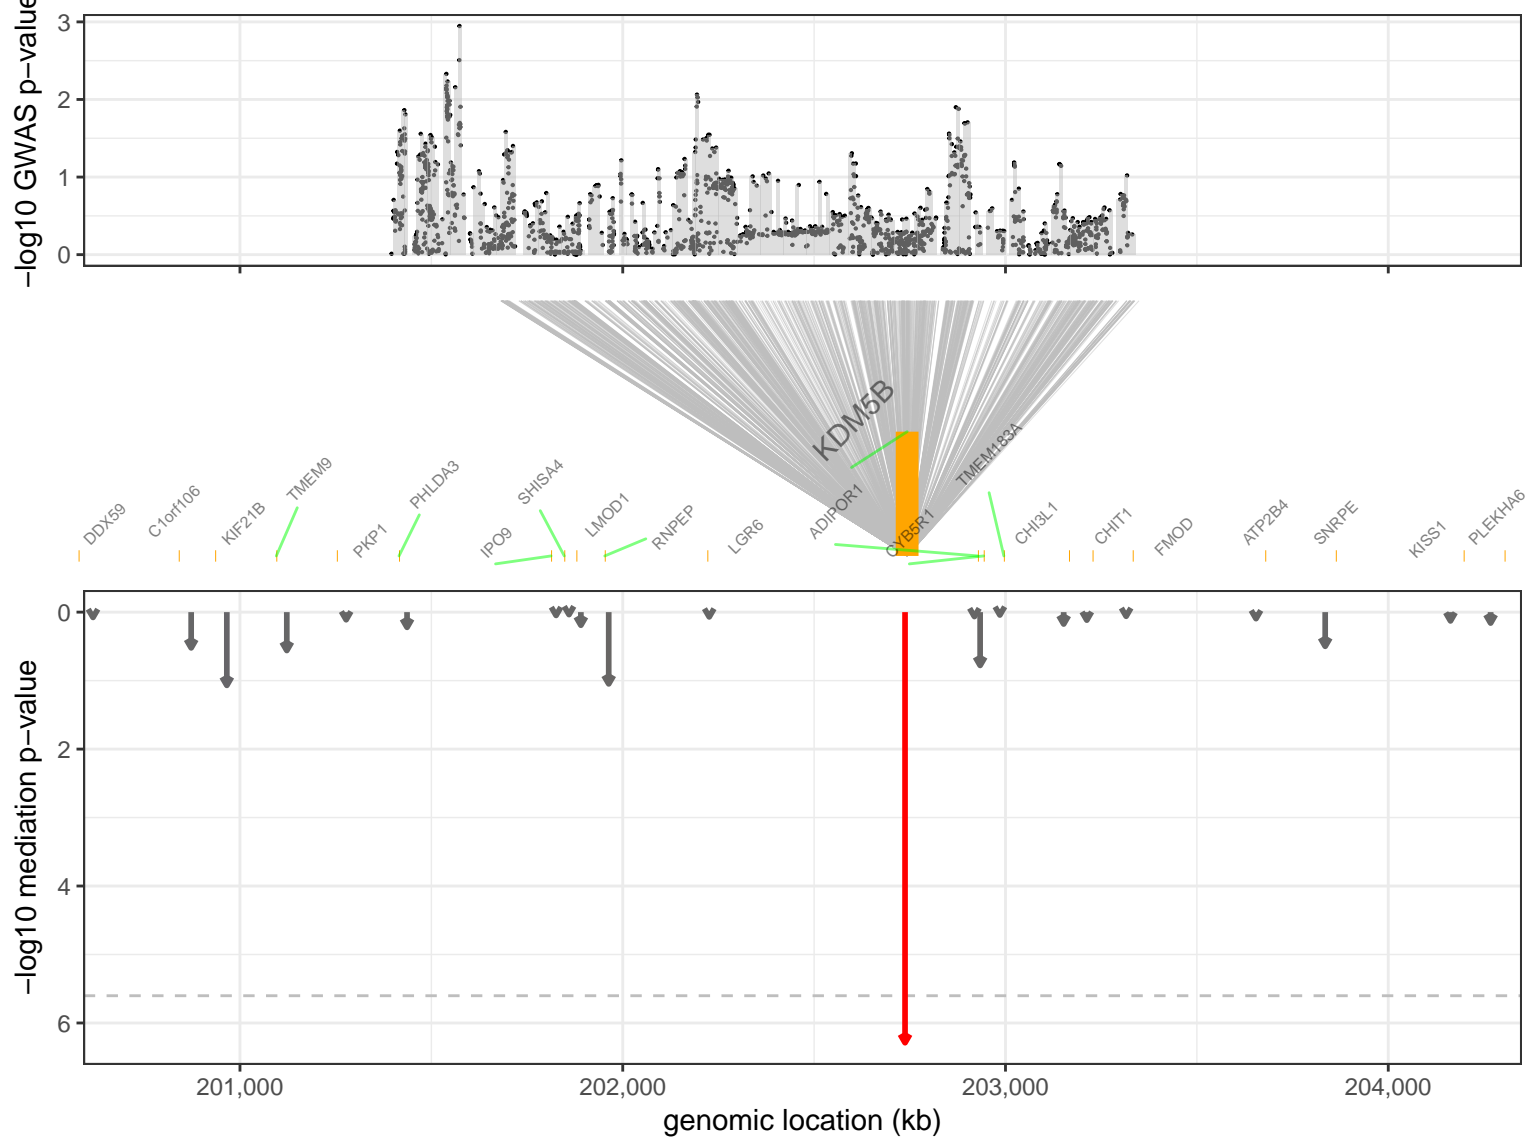 −log10 GWAS p−value
3
2
1
0
KDM5B
DDX59
C1orf106
KIF21B
TMEM9
PKP1
PHLDA3
IPO9
SHISA4
LMOD1
RNPEP
LGR6
ADIPOR1
CYB5R1
TMEM183A
CHI3L1
CHIT1
FMOD
ATP2B4
SNRPE
KISS1
PLEKHA6
−log10 mediation p−value
0
2
4
6
201,000
202,000
203,000
204,000
genomic location (kb)